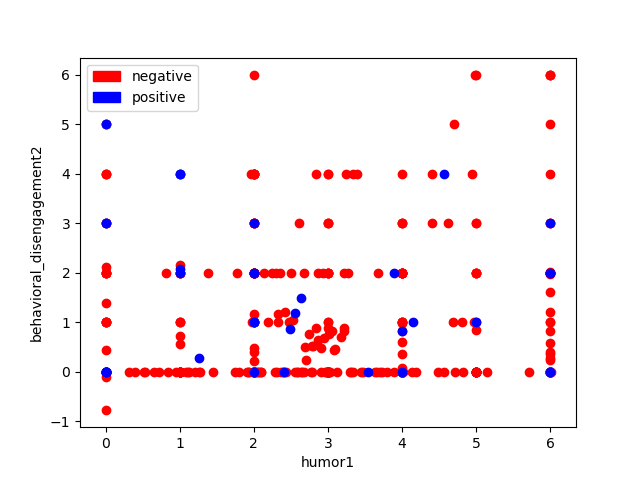 negative
positive
6
5
4
3
2
1
0
−1
behavioral_disengagement2
0 1 2 3 4 5 6
humor1